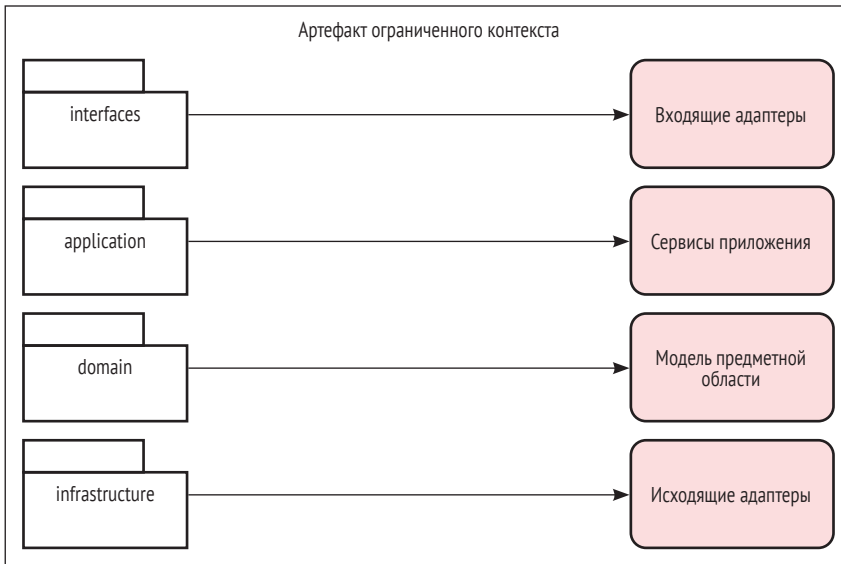 Артефакт ограниченного контекста
interfaces
Входящие адаптеры
application
Сервисы приложения
domain
Модель предметной
области
infrastructure
Исходящие адаптеры